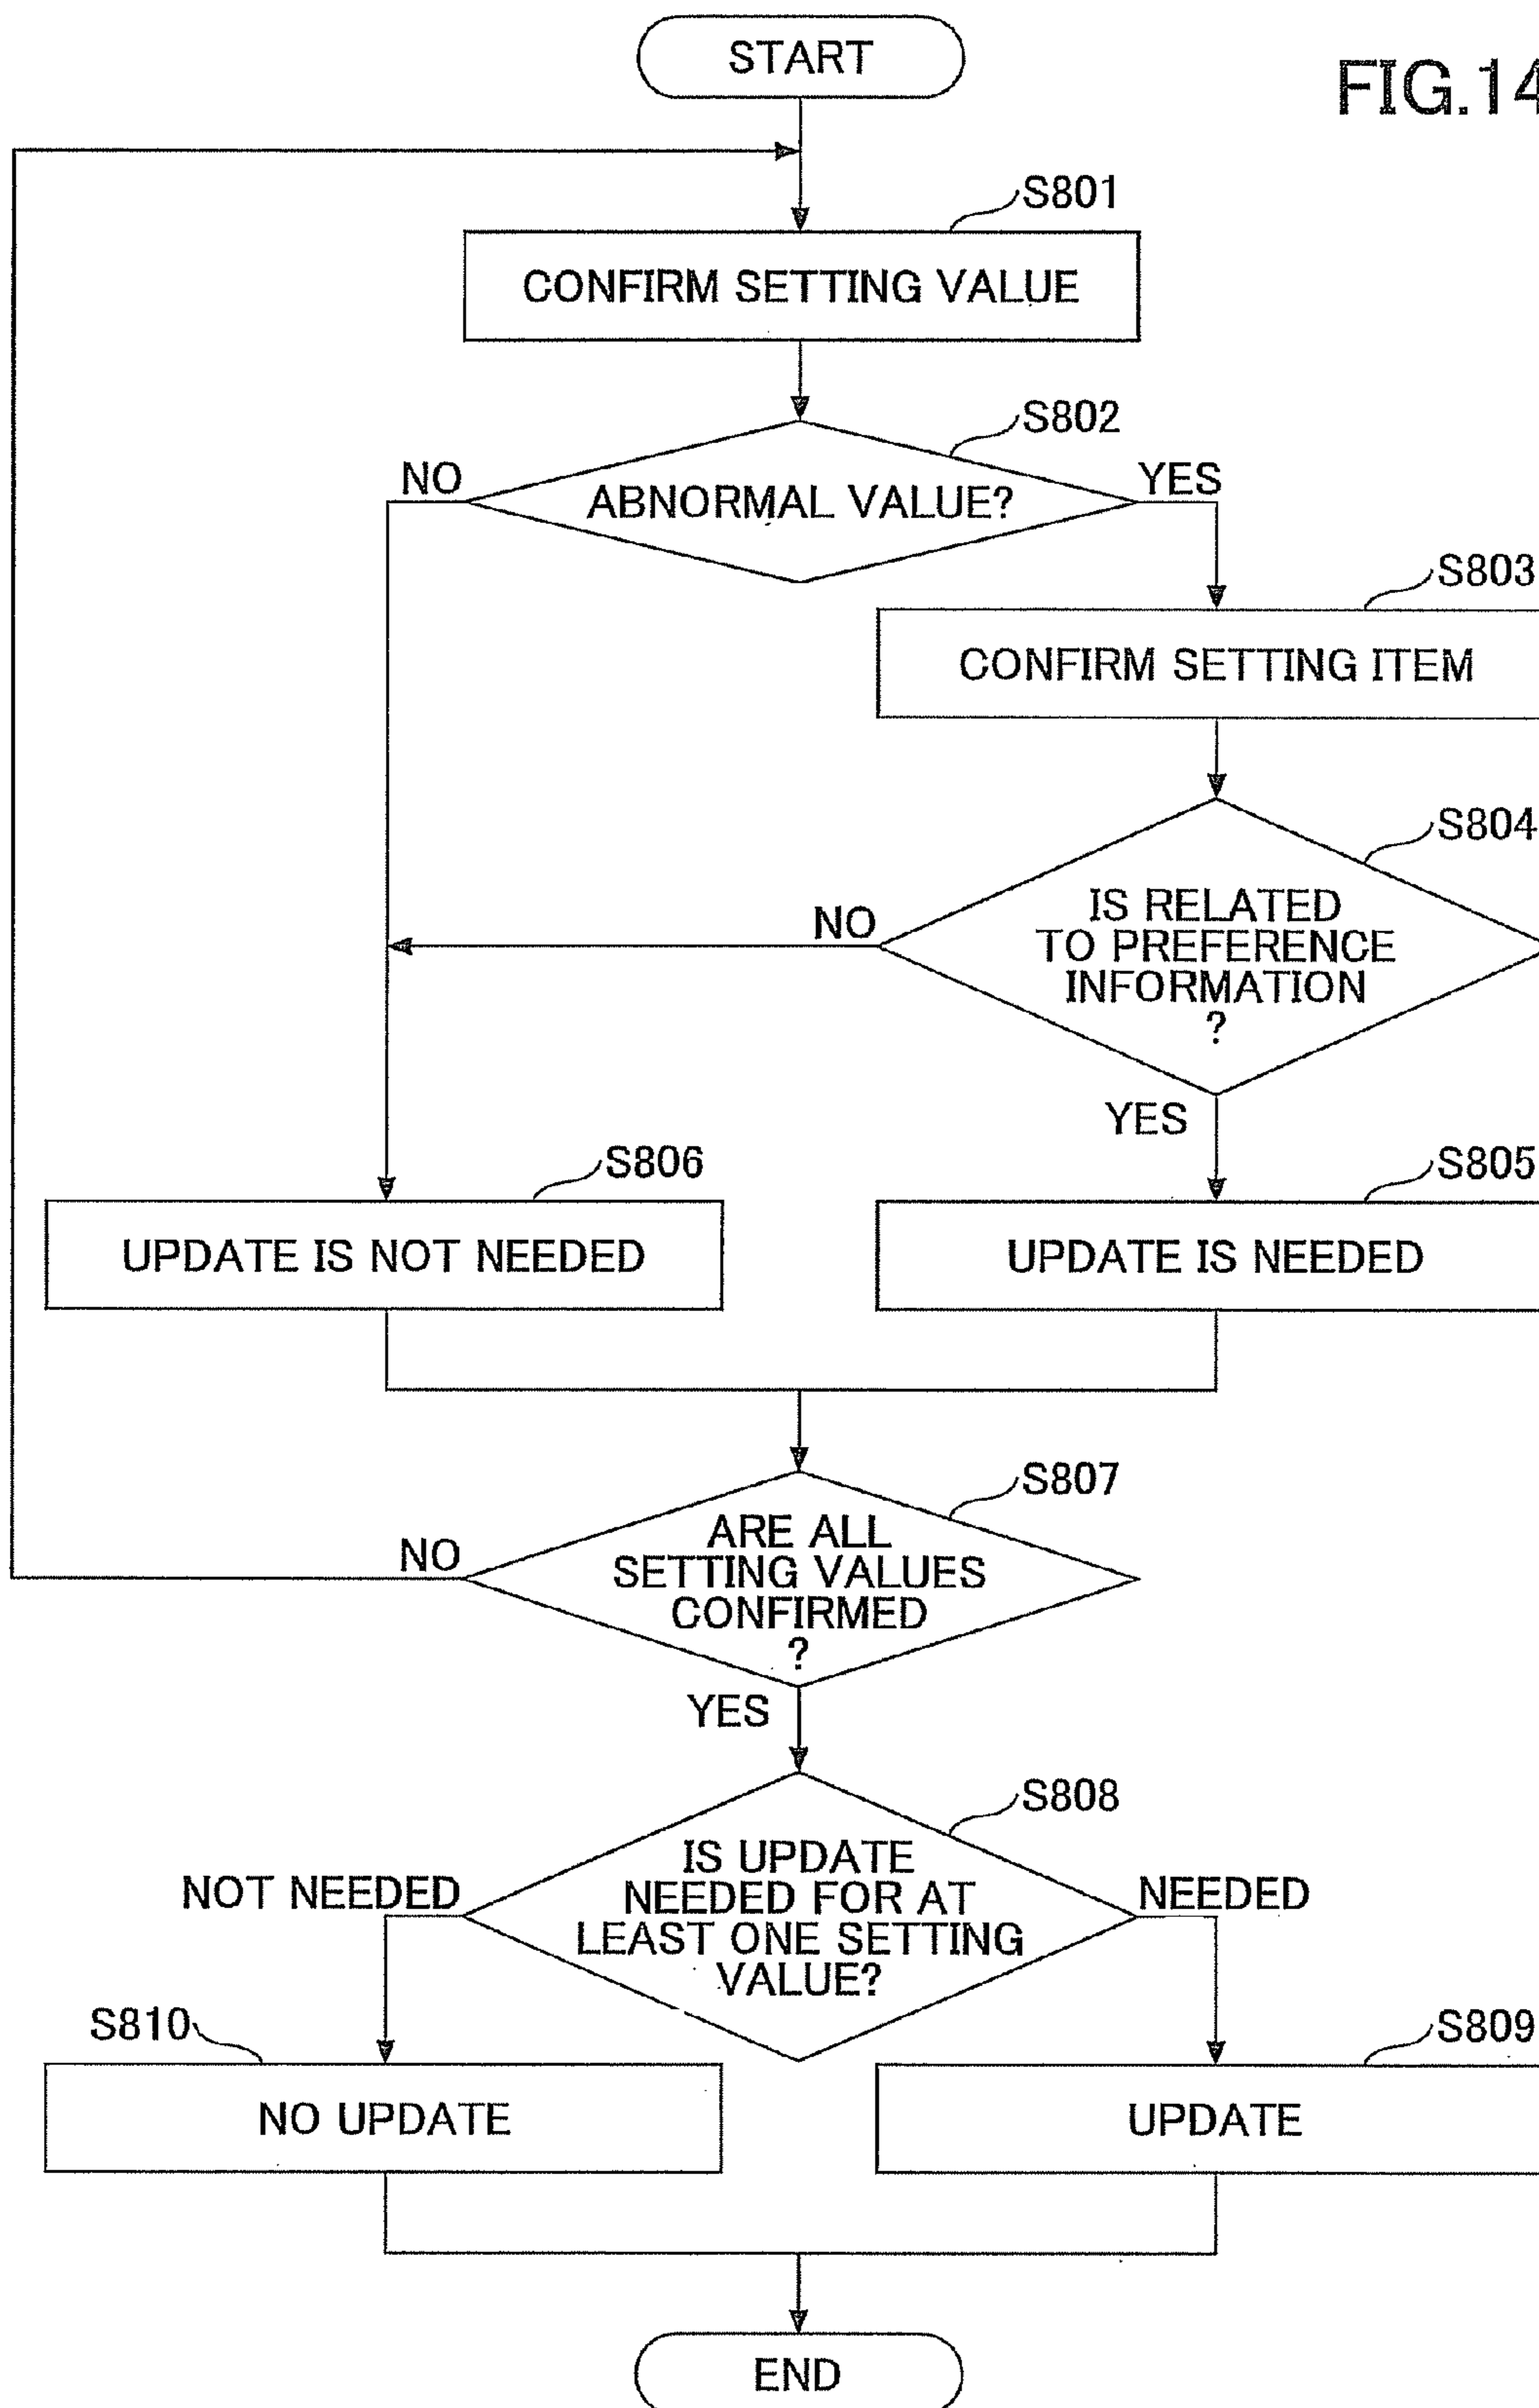 START
FIG.14
S801
CONFIRM SETTING VALUE
S802
NO
YES
ABNORMAL VALUE?
S803
CONFIRM SETTING ITEM
S804
NO
IS RELATED
TO PREFERENCE
INFORMATION
?
YES
S806
S805
UPDATE IS NOT NEEDED
UPDATE IS NEEDED
S807
NO
ARE ALL
SETTING VALUES
CONFIRMED
?
YES
S808
NOT NEEDED
NEEDED
IS UPDATE
NEEDED FOR AT
LEAST ONE SETTING
VALUE?
S810
S809
NO UPDATE
UPDATE
END